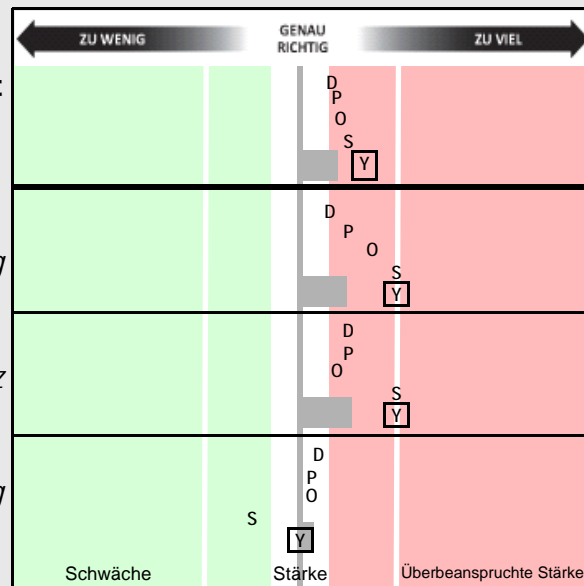 ZU WENIG
GENAU
RICHTIG
ZU VIEL
:
D
P
O
S
Y
D
P
O
g
S
Y
D
P
O
z
S
Y
D
P
g
O
S
Y
Schwäche
Stärke
Überbeanspruchte Stärke